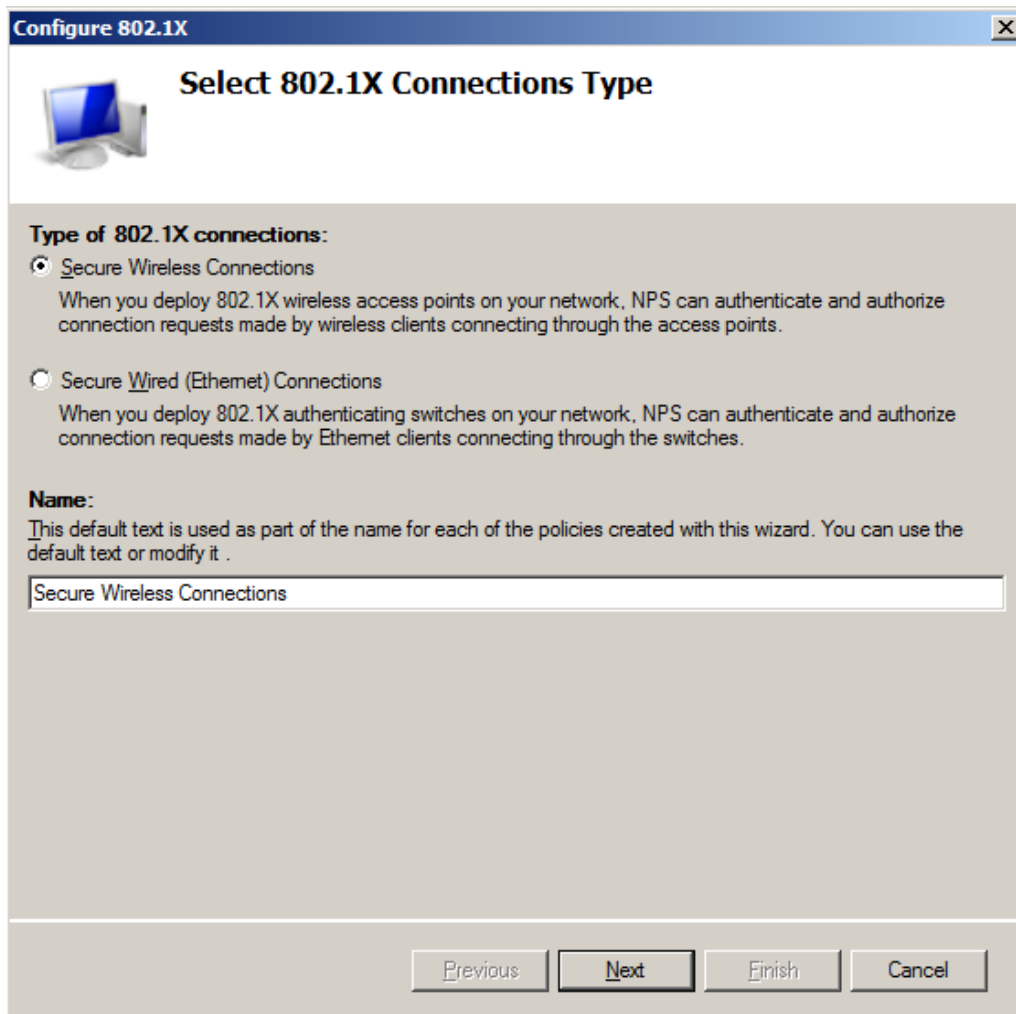 Configure 802.1X
Select 802.1X Connections Type
Type of 802.1X connections:
Secure Wireless Connections
When you deploy 802.1X wireless access points on your network, NPS can authenticate and authorize
connection requests made by wireless clients connecting through the access points.
Secure Wired (Ethernet) Connections
When you deploy 802.1X authenticating switches on your network, NPS can authenticate and authorize
connection requests made by Ethernet clients connecting through the switches.
Name:
This default text is used as part of the name for each of the policies created with this wizard. You can use the
default text or modify it .
Secure Wireless Connections
Previous Next Finish Cancel